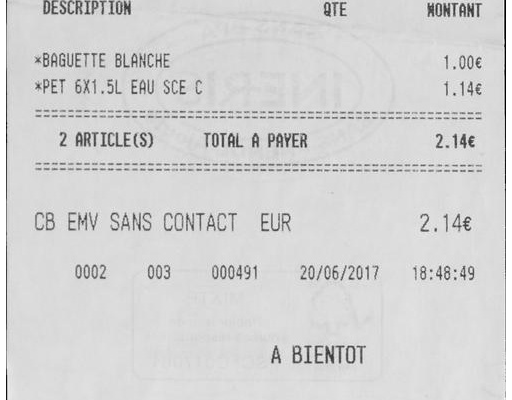 DESCRIPTION QTE MONTANT
*BAGUETTE BLANCHE 1.00€
*PET 6X1.5L EAU SCE C 1.14€
================================================
2 ARTICLE(S) TOTAL A PAYER 2.14€
================================================
CB EMV SANS CONTACT EUR 2.14€
0002 003 000491 20/06/2017 18:48:49
A BIENTOT